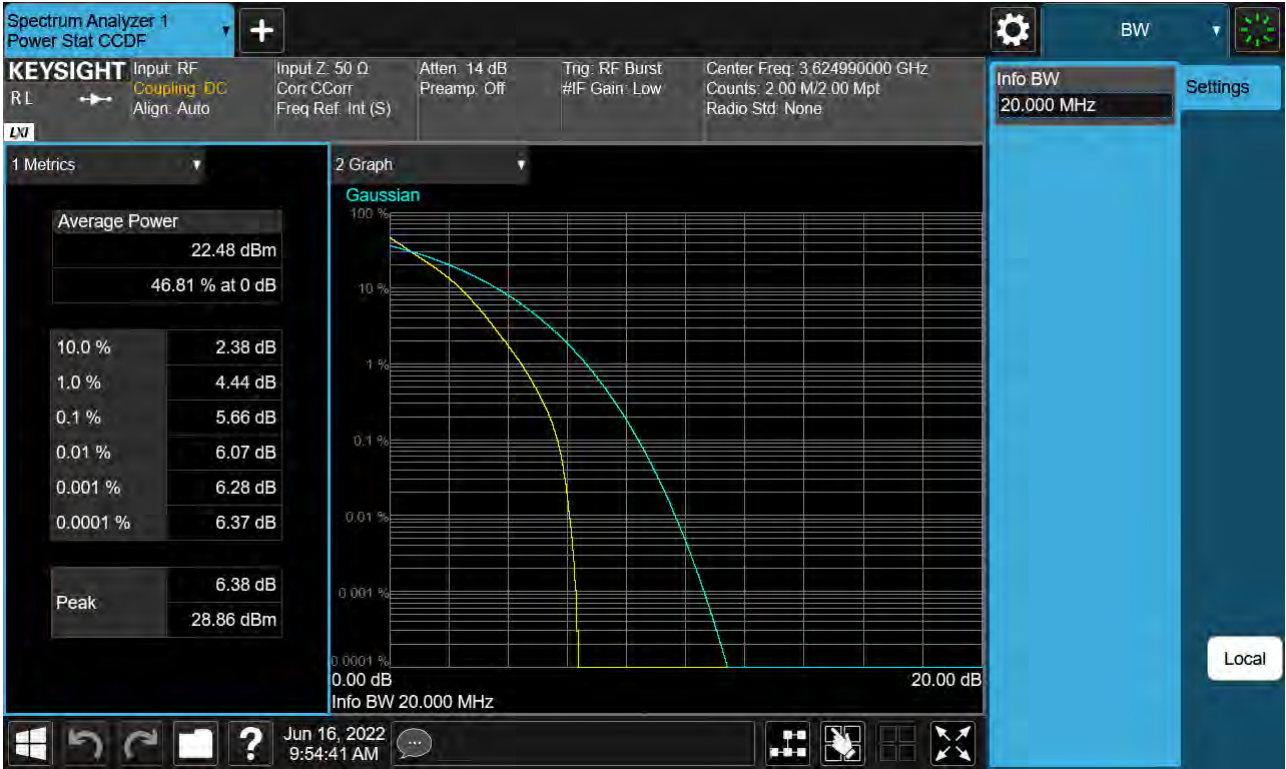 Spectrum Analyzer 1
Power Stat CCDF
+
BW
KEYSIGHT
RL
LXI
Input: RF
Coupling: DC
Align: Auto
Input Z: 50 Ω
Corr CCorr
Freq Ref: Int (S)
Atten: 14 dB
Preamp: Off
Trig: RF Burst
#IF Gain: Low
Center Freq: 3.624990000 GHz
Counts: 2.00 M/2.00 Mpt
Radio Std: None
Info BW
20.000 MHz
Settings
1 Metrics
Average Power
22.48 dBm
46.81 % at 0 dB
10.0 % 2.38 dB
1.0 % 4.44 dB
0.1 % 5.66 dB
0.01 % 6.07 dB
0.001 % 6.28 dB
0.0001 % 6.37 dB
Peak
6.38 dB
28.86 dBm
2 Graph
Gaussian
100 %
10 %
1 %
0.1 %
0.01 %
0.001 %
0.0001 %
0.00 dB 20.00 dB
Info BW 20.000 MHz
Local
?
Jun 16, 2022
9:54:41 AM